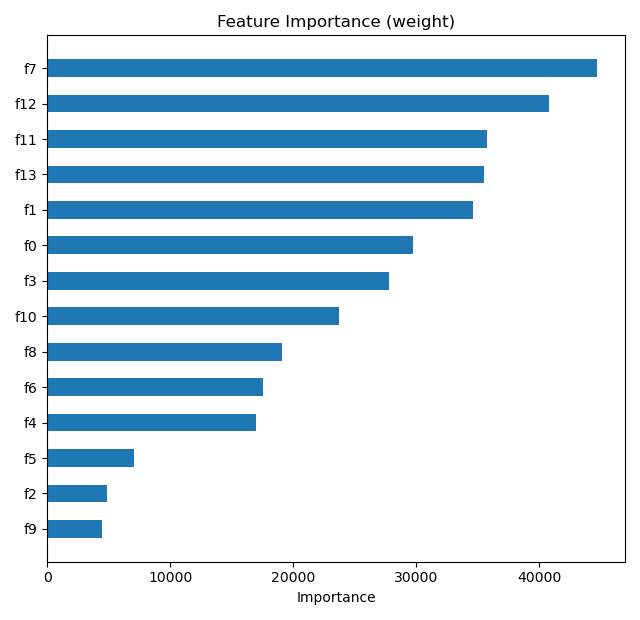 Feature Importance (weight)
f7
f12
f11
f13
f1
f0
f3
f10
f8
f6
f4
f5
f2
f9
0 10000 20000 30000 40000
Importance